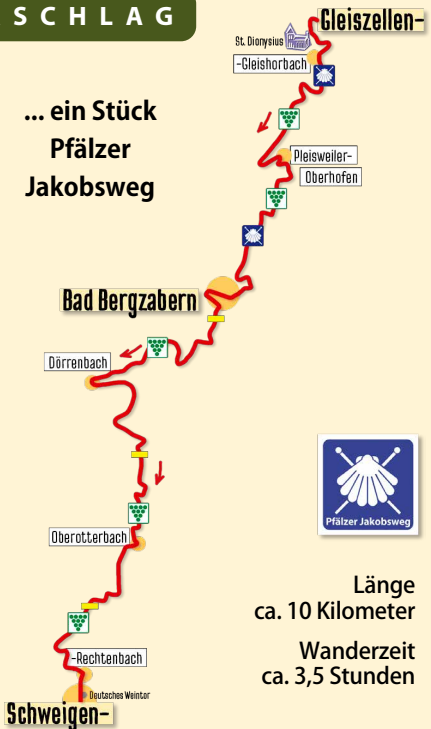 SCHLAG
Gleiszellen-
St. Dionysius
-Gleishorbach
... ein Stück
Pfälzer
Jakobsweg
Pleisweiler-
Oberhofen
Bad Bergzabern
Dörrenbach
Pfälzer Jakobsweg
Oberotterbach
Länge
ca. 10 Kilometer
Wanderzeit
ca. 3,5 Stunden
-Rechtenbach
Deutsches Weintor
Schweigen-